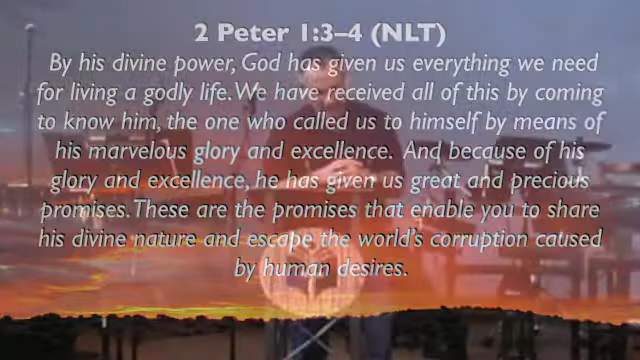 2 Peter 1:3–4 (NLT)
By his divine power, God has given us everything we need
for living a godly life. We have received all of this by coming
to know him, the one who called us to himself by means of
his marvelous glory and excellence. And because of his
glory and excellence, he has given us great and precious
promises. These are the promises that enable you to share
his divine nature and escape the world’s corruption caused
by human desires.